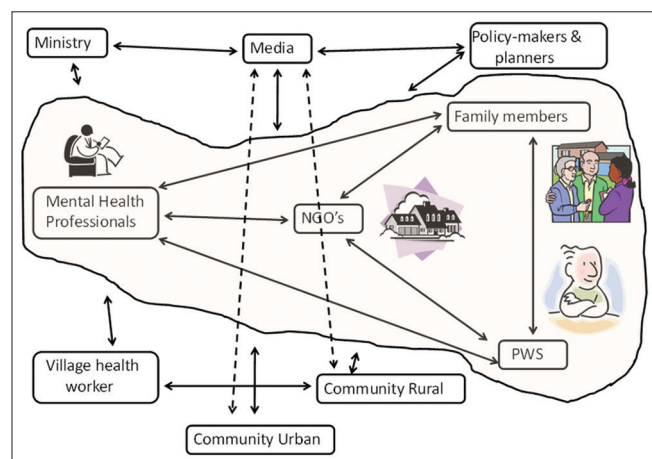 Ministry
Media
Policy-makers &
planners
Family members
Mental Health
Professionals
NGO's
PWS
Village health
worker
Community Rural
Community Urban